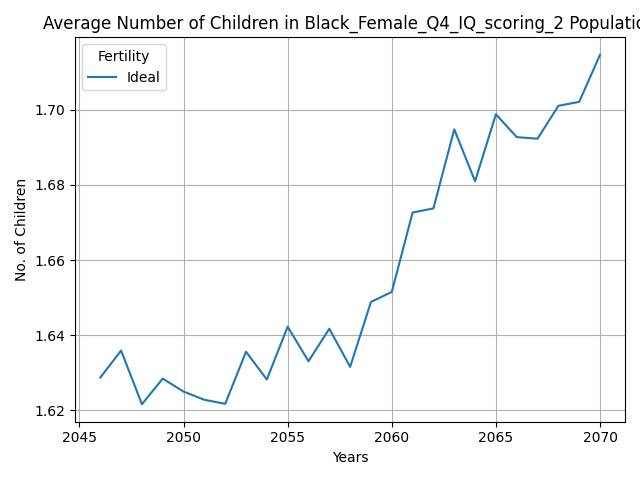 Average Number of Children in Black_Female_Q4_IQ_scoring_2 Populatio
Fertility
Ideal
No. of Children
1.70
1.68
1.66
1.64
1.62
2045
2050
2055
2060
2065
2070
Years